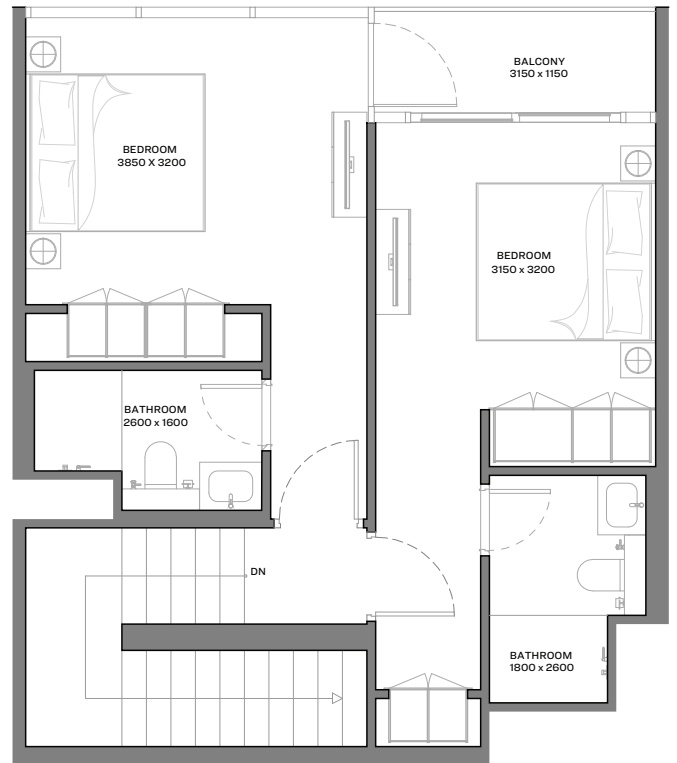 BALCONY
3150 x 1150
BEDROOM
3850 X 3200
BEDROOM
3150 x 3200
BATHROOM
2600 x 1600
DN
BATHROOM
1800 x 2600